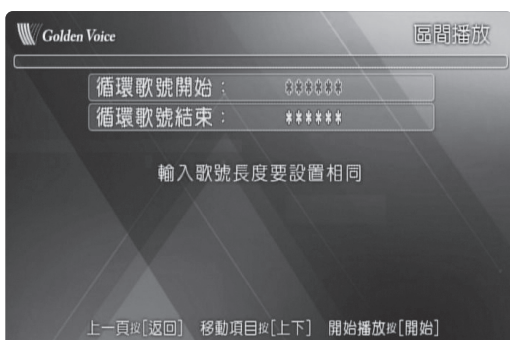 Golden Voice
區間播放
循環歌號開始： ******
循環歌號結束： ******
輸入歌號長度要設置相同
上一頁按[返回] 移動項目按[上下] 開始播放按[開始]